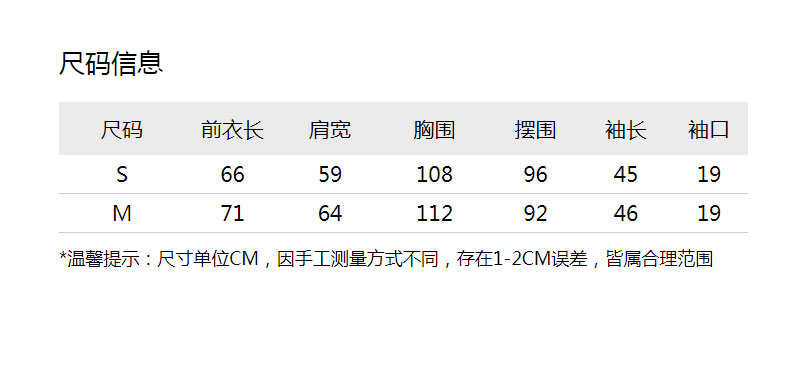 尺码信息
尺码 前衣长 肩宽 胸围 摆围 袖长 袖口
S 66 59 108 96 45 19
M 71 64 112 92 46 19
*温馨提示：尺寸单位CM，因手工测量方式不同，存在1-2CM误差，皆属合理范围